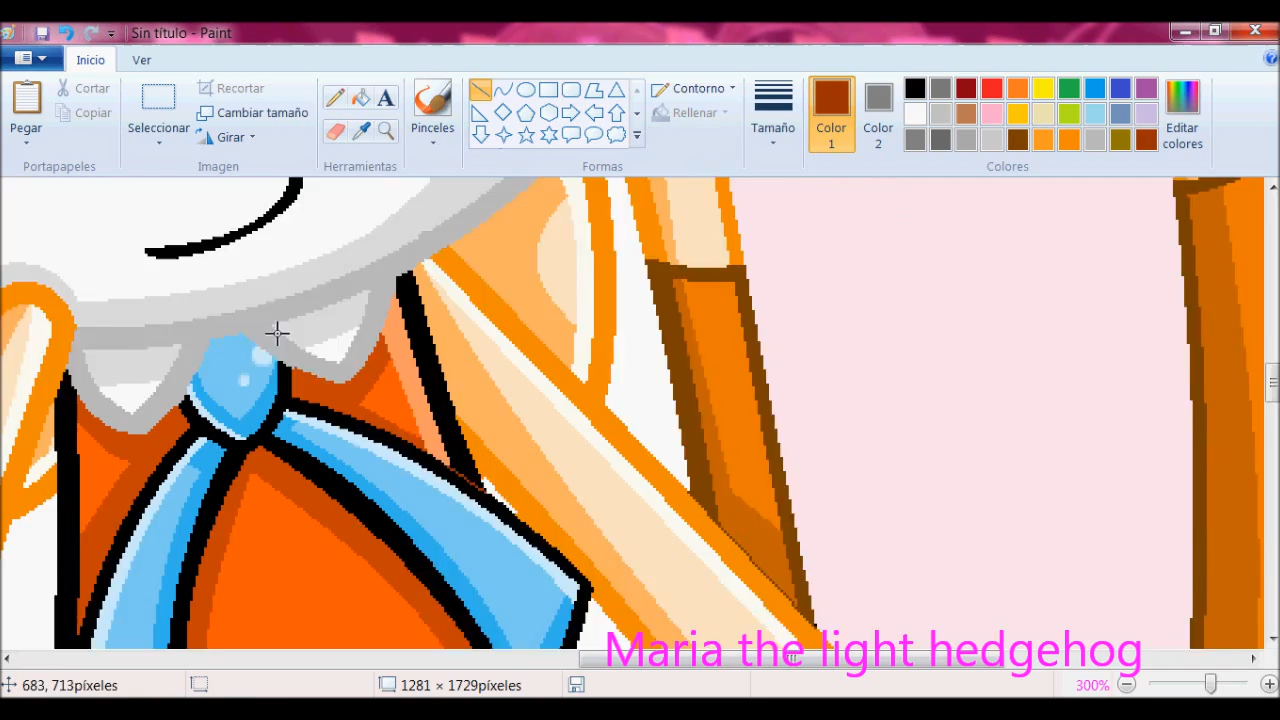 Sin título - Paint
Inicio Ver
Pegar
Cortar
Copiar
Portapapeles
Seleccionar
Recortar
Cambiar tamaño
Girar
Imagen
A
Herramientas
Pinceles
Contorno
Rellenar
Formas
Tamaño
Color
1
Color
2
Editar
colores
Colores
Maria the light hedgehog
683, 713píxeles
1281 × 1729píxeles
300%